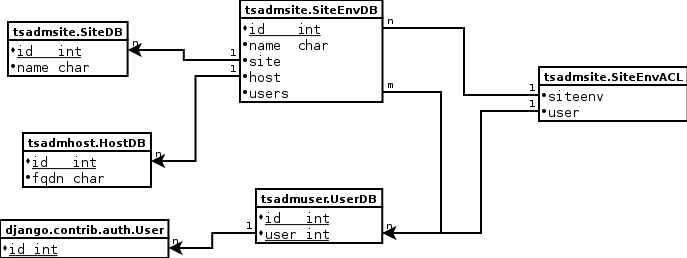 tsadmsite.SiteDB
id int
name char
n
tsadmsite.SiteEnvDB
id int
name char
site
host
users
1
1
n
m
tsadmsite.SiteEnvACL
siteenv
user
1
1
tsadmhost.HostDB
id int
fqdn char
n
tsadmuser.UserDB
id int
user int
1
n
django.contrib.auth.User
id int
n